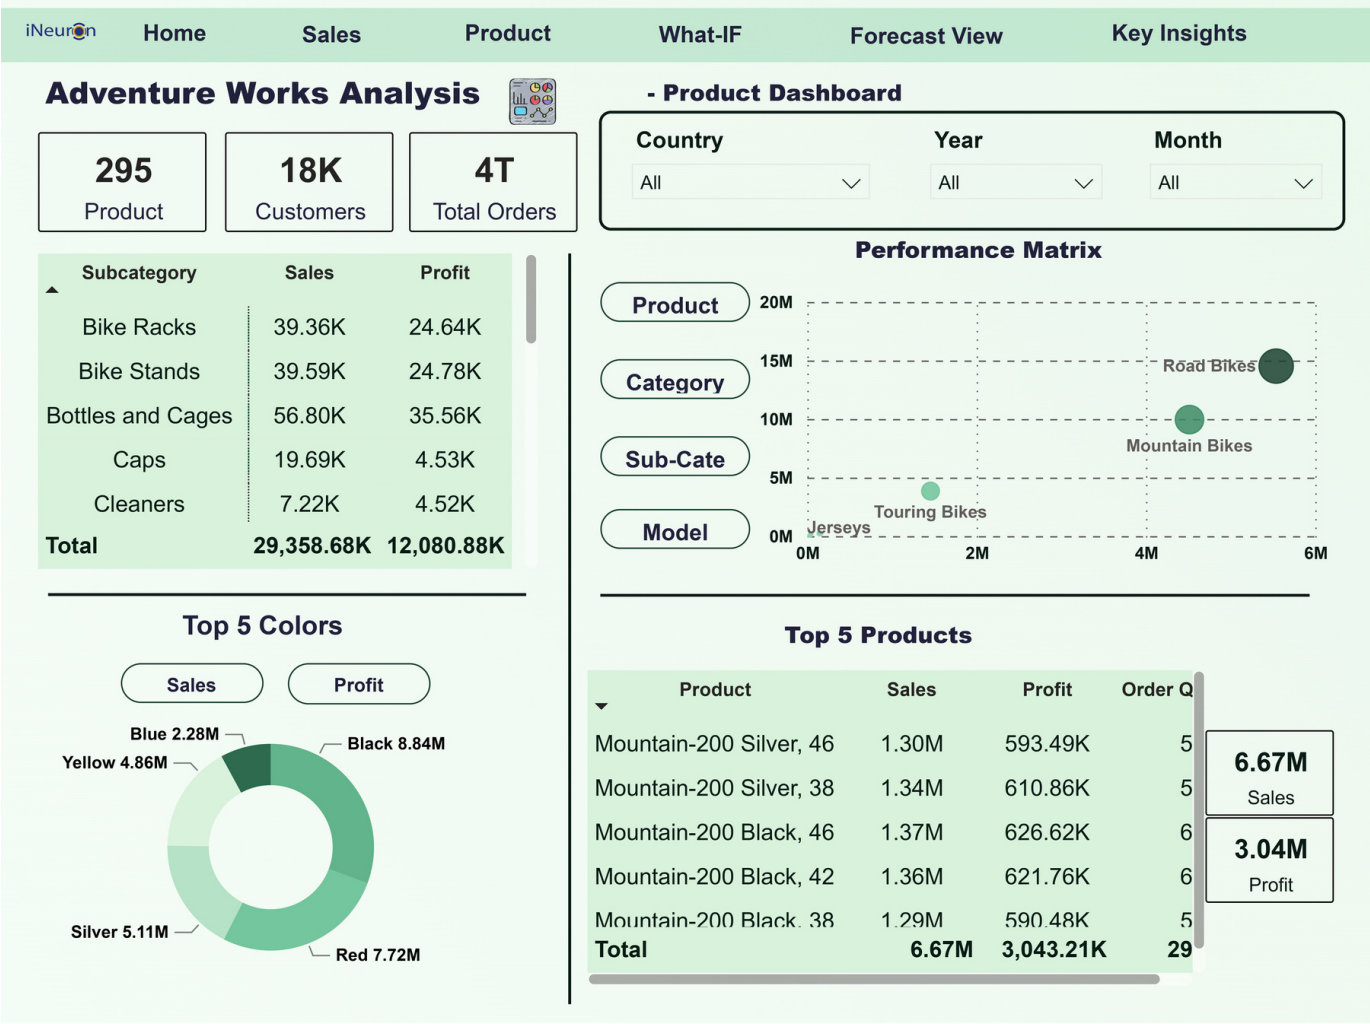 iNeuron Home Sales Product What-IF Forecast View Key Insights
Adventure Works Analysis
- Product Dashboard
295
Product
18K
Customers
4T
Total Orders
Country Year Month
All All All
Subcategory Sales Profit
Bike Racks 39.36K 24.64K
Bike Stands 39.59K 24.78K
Bottles and Cages 56.80K 35.56K
Caps 19.69K 4.53K
Cleaners 7.22K 4.52K
Total 29,358.68K 12,080.88K
Performance Matrix
Product
Category
Sub-Cate
Model
20M
15M
10M
5M
0M
Road Bikes
Mountain Bikes
Touring Bikes
Jerseys
0M 2M 4M 6M
Top 5 Colors
Sales Profit
Blue 2.28M
Black 8.84M
Yellow 4.86M
Silver 5.11M
Red 7.72M
Top 5 Products
Product Sales Profit Order Q
Mountain-200 Silver, 46 1.30M 593.49K 5
Mountain-200 Silver, 38 1.34M 610.86K 5
Mountain-200 Black, 46 1.37M 626.62K 6
Mountain-200 Black, 42 1.36M 621.76K 6
Mountain-200 Black, 38 1.29M 590.48K 5
Total 6.67M 3,043.21K 29
6.67M
Sales
3.04M
Profit